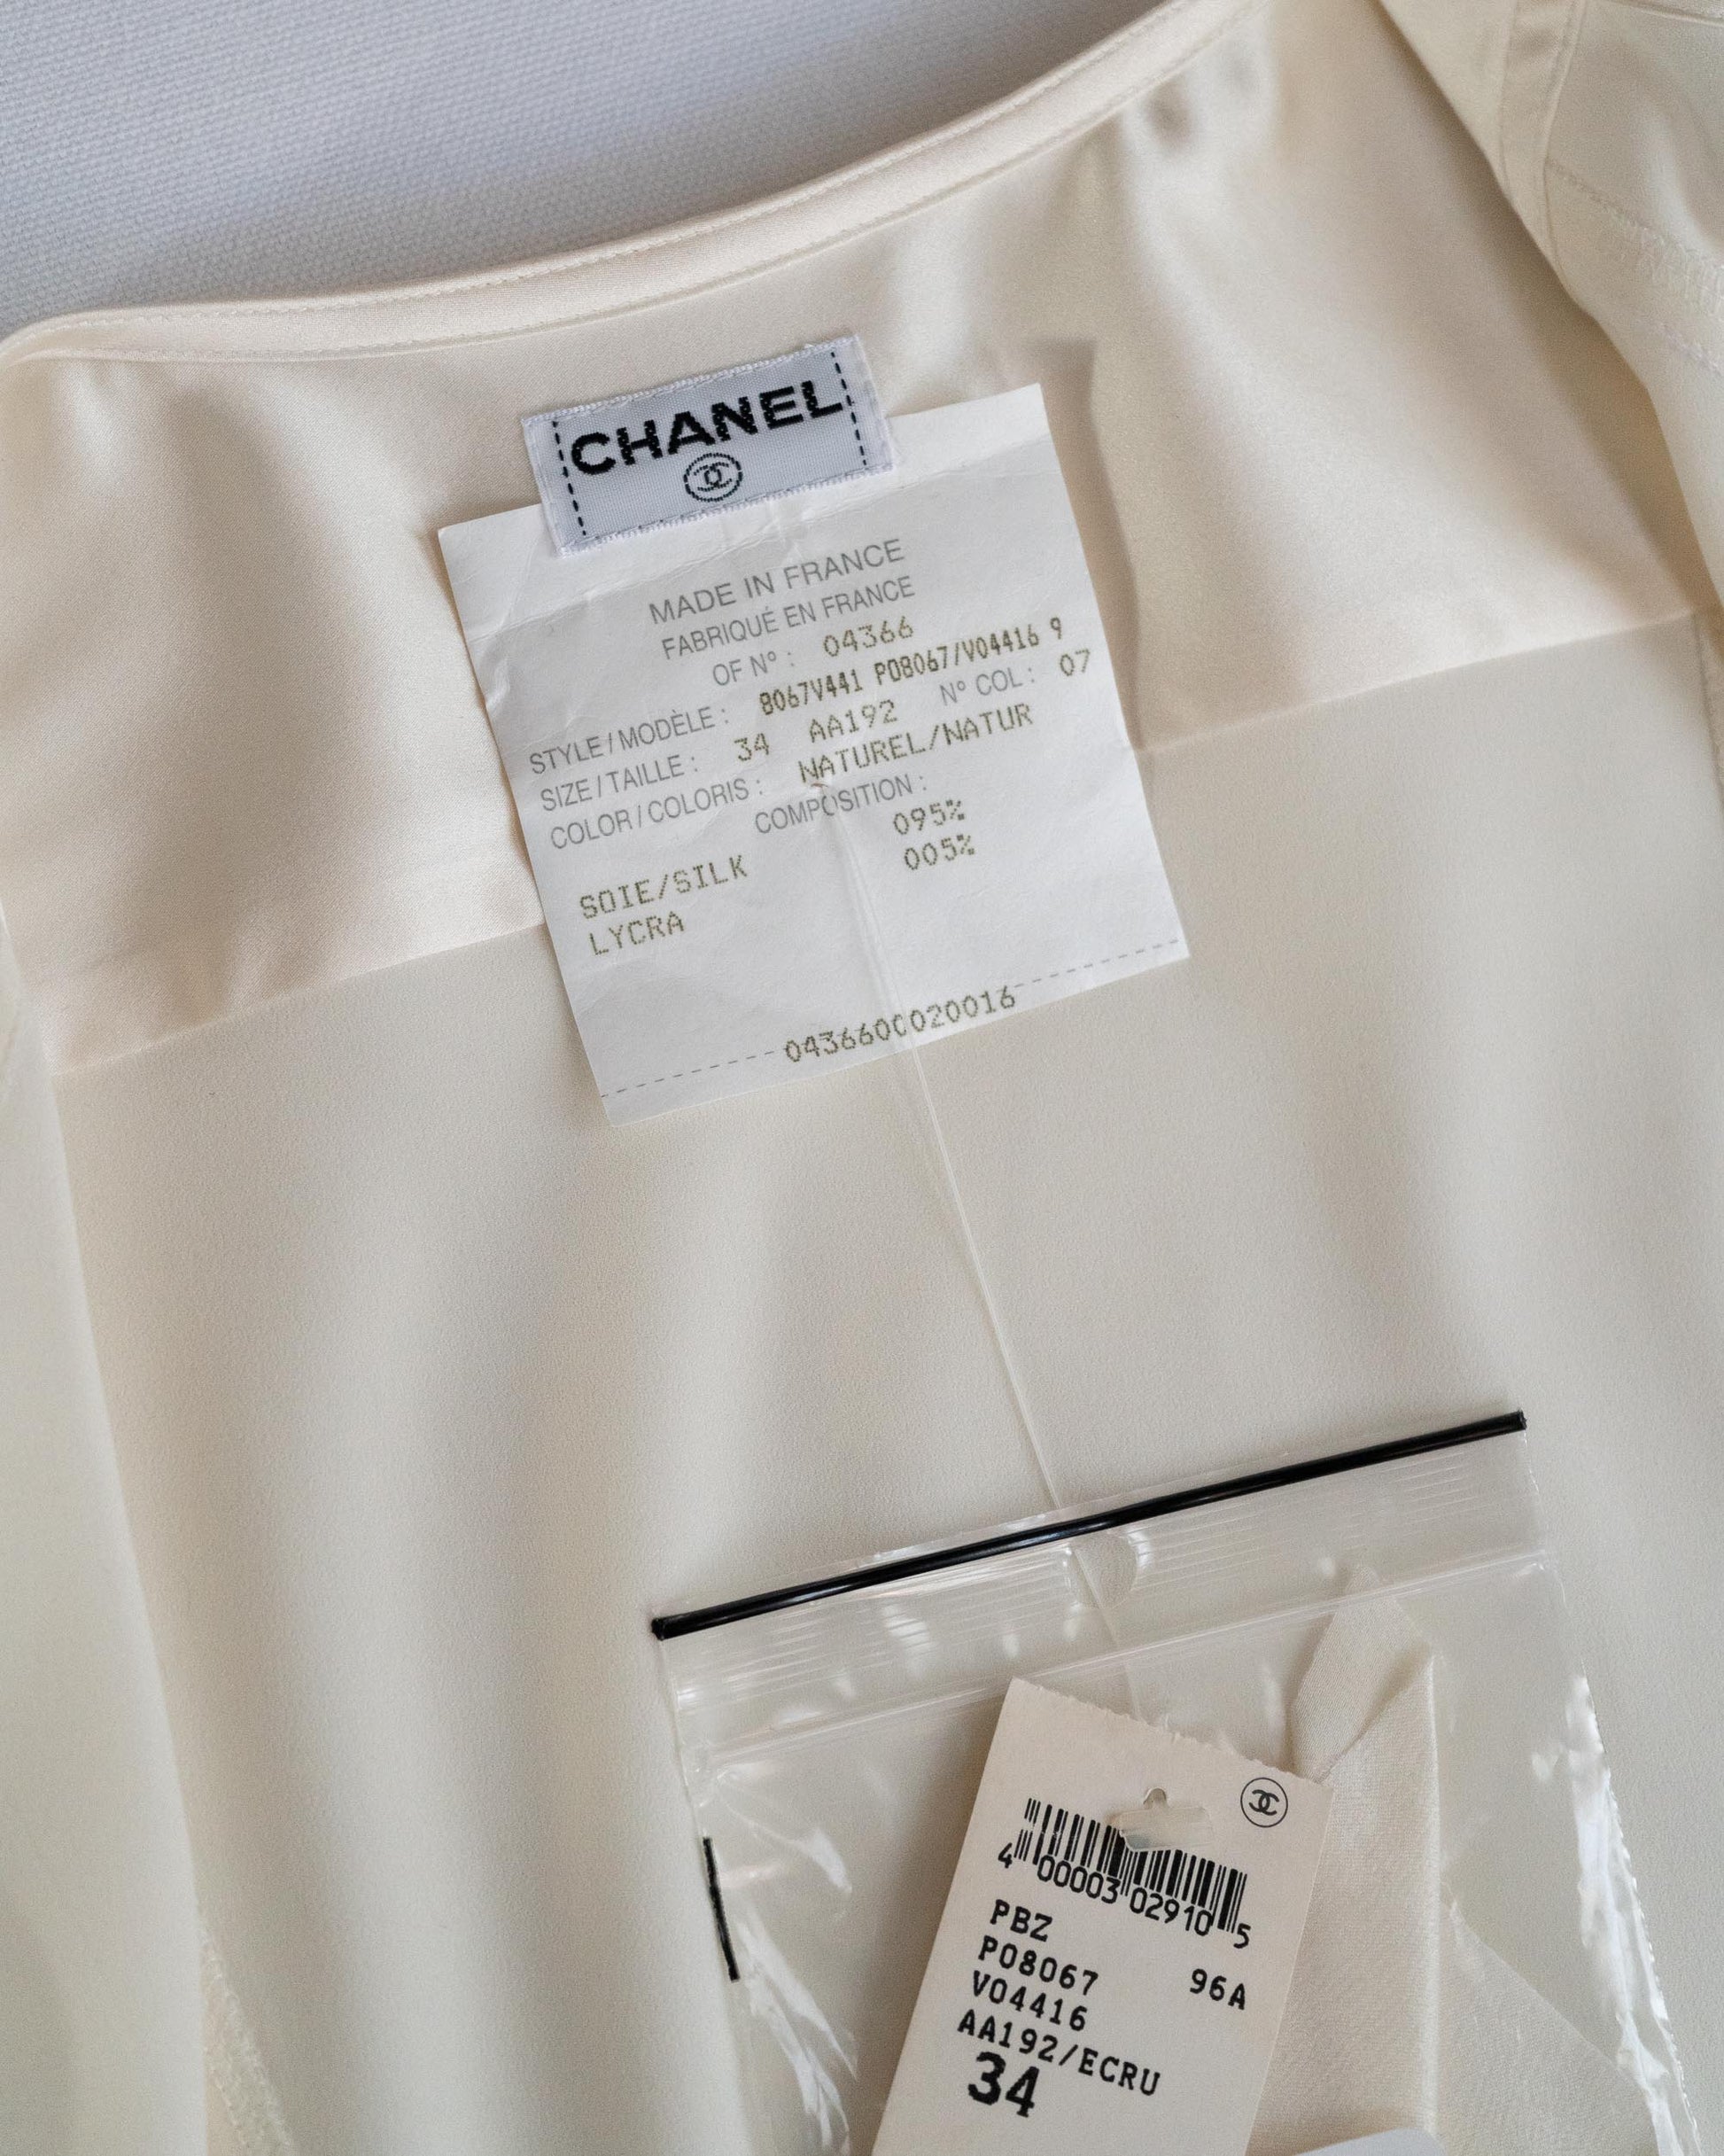 CHANEL
MADE IN FRANCE
FABRIQUÉ EN FRANCE
OF Nº : 04366
STYLE / MODÈLE : 8067V441 P08067/V04416 9
SIZE / TAILLE : 34 AA192 Nº COL : 07
COLOR / COLORIS : NATUREL/NATUR
COMPOSITION :
SOIE/SILK 095%
LYCRA 005%
0436600020016
4 00003 02910 5
PBZ
P08067 96A
V04416
AA192/ECRU
34